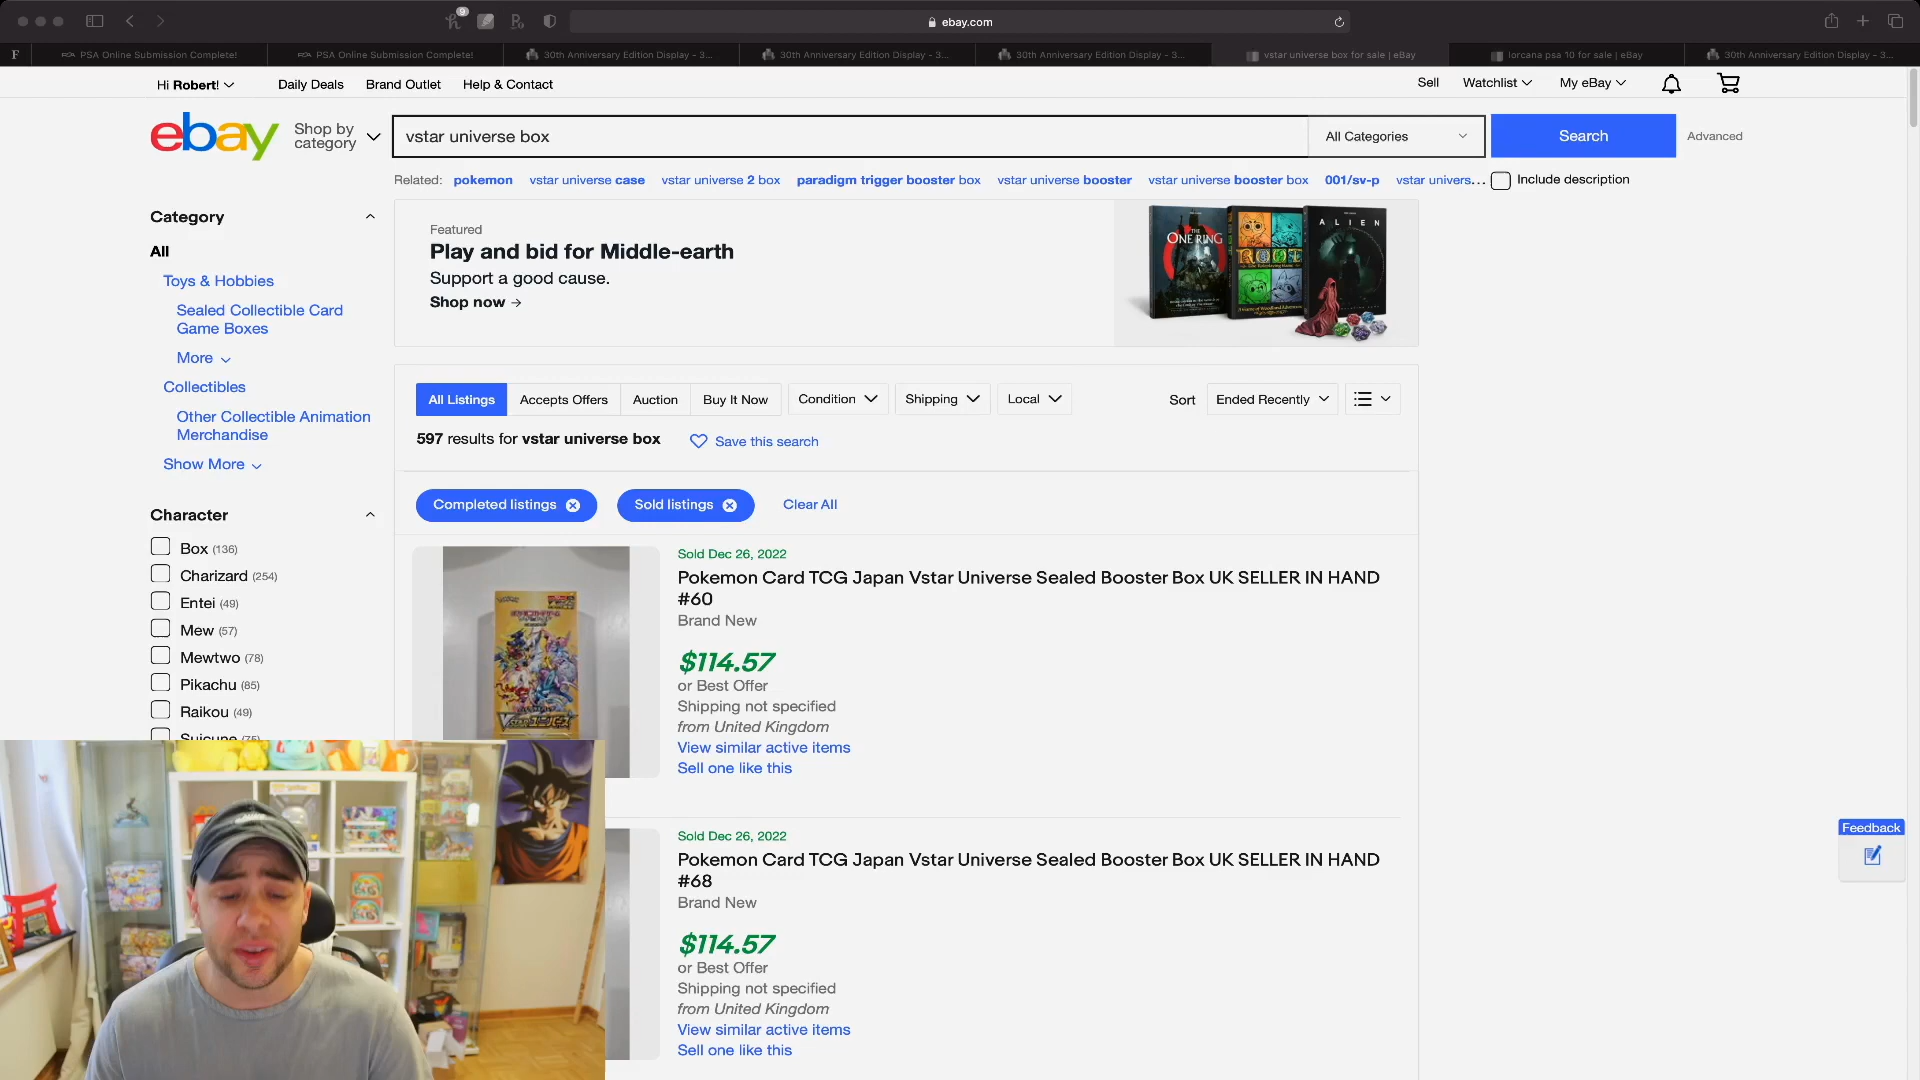 ebay.com
F
PSA Online Submission Complete!
PSA Online Submission Complete!
30th Anniversary Edition Display - 3...
30th Anniversary Edition Display - 3...
30th Anniversary Edition Display - 3...
vstar universe box for sale | eBay
lorcana psa 10 for sale | eBay
30th Anniversary Edition Display - 3...
Hi Robert!
Daily Deals
Brand Outlet
Help & Contact
Sell
Watchlist
My eBay
ebay
Shop by
category
vstar universe box
All Categories
Search
Advanced
Related: pokemon vstar universe case vstar universe 2 box paradigm trigger booster box vstar universe booster vstar universe booster box 001/sv-p vstar univers...
Include description
Category
All
Toys & Hobbies
Sealed Collectible Card
Game Boxes
More
Collectibles
Other Collectible Animation
Merchandise
Show More
Character
Box (136)
Charizard (254)
Entei (49)
Mew (57)
Mewtwo (78)
Pikachu (85)
Raikou (49)
Suicune (75)
Featured
Play and bid for Middle-earth
Support a good cause.
Shop now →
THE
ONE RING
ROOT
ALIEN
All Listings
Accepts Offers
Auction
Buy It Now
Condition
Shipping
Local
Sort
Ended Recently
597 results for vstar universe box
Save this search
Completed listings
Sold listings
Clear All
Sold Dec 26, 2022
Pokemon Card TCG Japan Vstar Universe Sealed Booster Box UK SELLER IN HAND
#60
Brand New
$114.57
or Best Offer
Shipping not specified
from United Kingdom
View similar active items
Sell one like this
Sold Dec 26, 2022
Pokemon Card TCG Japan Vstar Universe Sealed Booster Box UK SELLER IN HAND
#68
Brand New
$114.57
or Best Offer
Shipping not specified
from United Kingdom
View similar active items
Sell one like this
Feedback